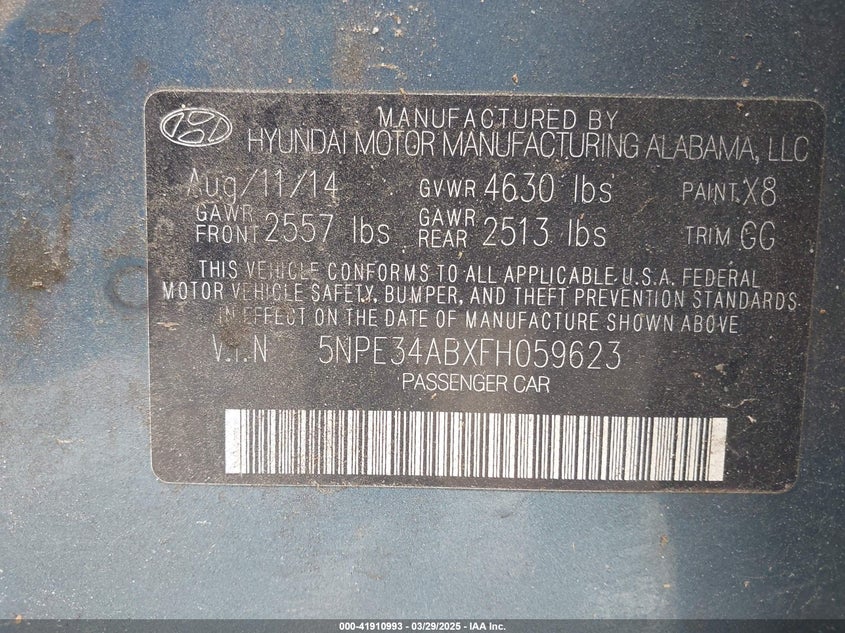 MANUFACTURED BY
HYUNDAI MOTOR MANUFACTURING ALABAMA, LLC
Aug/11/14 GVWR 4630 lbs PAINT X8
GAWR FRONT 2557 lbs GAWR REAR 2513 lbs TRIM GG
THIS VEHICLE CONFORMS TO ALL APPLICABLE U.S.A. FEDERAL
MOTOR VEHICLE SAFETY, BUMPER, AND THEFT PREVENTION STANDARDS
IN EFFECT ON THE DATE OF MANUFACTURE SHOWN ABOVE
V.I.N 5NPE34ABXFH059623
PASSENGER CAR
000-41910993 | 03/29/2025 - IAA Inc.